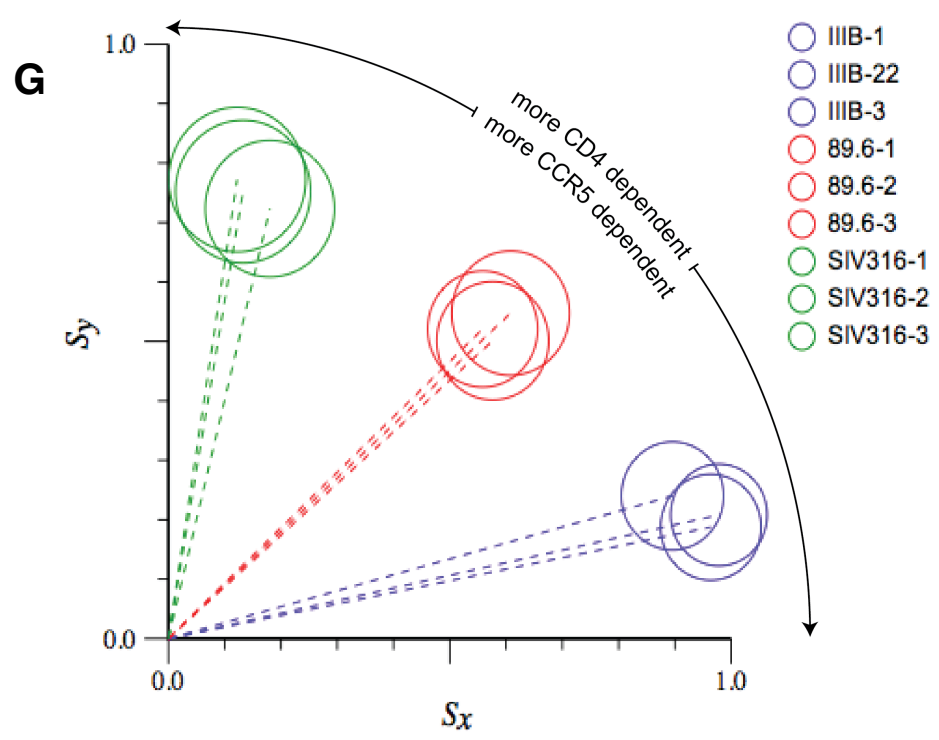 G
1.0
Sy
0.0
0.0
1.0
Sx
more CD4 dependent
more CCR5 dependent
IIIB-1
IIIB-22
IIIB-3
89.6-1
89.6-2
89.6-3
SIV316-1
SIV316-2
SIV316-3